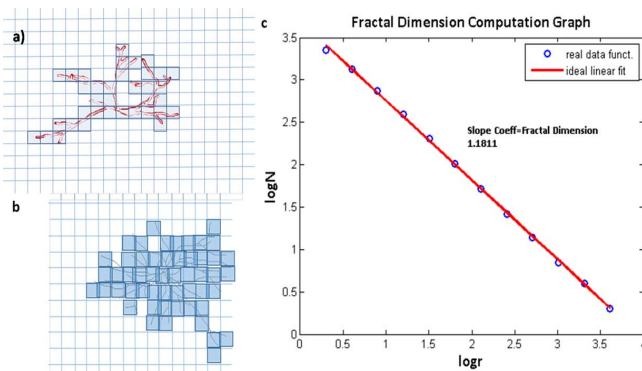 a)
b
c
Fractal Dimension Computation Graph
real data funct.
ideal linear fit
Slope Coeff=Fractal Dimension
1.1811
logN
3.5
3
2.5
2
1.5
1
0.5
0
0 0.5 1 1.5 2 2.5 3 3.5 4
logr